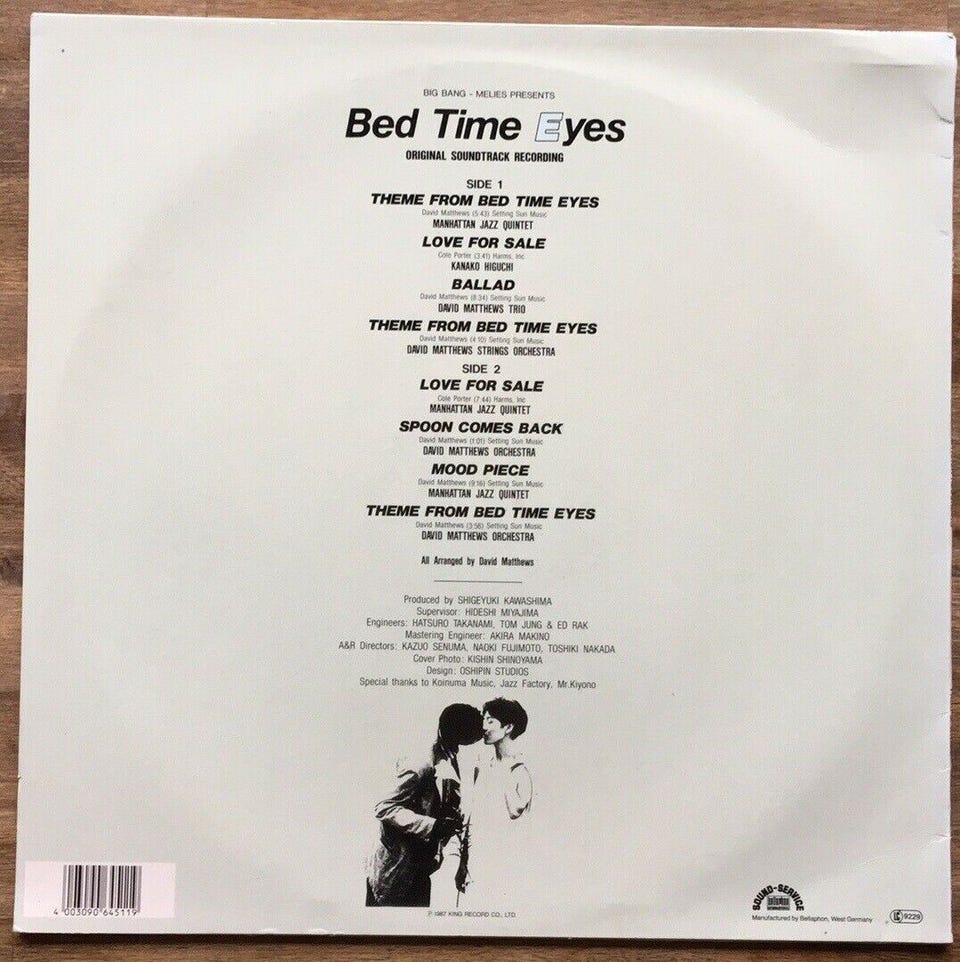 BIG BANG - MELIES PRESENTS
Bed Time Eyes
ORIGINAL SOUNDTRACK RECORDING
SIDE 1
THEME FROM BED TIME EYES
David Matthews (5:43) Setting Sun Music
MANHATTAN JAZZ QUINTET
LOVE FOR SALE
Cole Porter (3:41) Harms, Inc
KANAKO HIGUCHI
BALLAD
David Matthews (8:34) Setting Sun Music
DAVID MATTHEWS TRIO
THEME FROM BED TIME EYES
David Matthews (4:10) Setting Sun Music
DAVID MATTHEWS STRINGS ORCHESTRA
SIDE 2
LOVE FOR SALE
Cole Porter (7:44) Harms, Inc
MANHATTAN JAZZ QUINTET
SPOON COMES BACK
David Matthews (1:01) Setting Sun Music
DAVID MATTHEWS ORCHESTRA
MOOD PIECE
David Matthews (9:16) Setting Sun Music
MANHATTAN JAZZ QUINTET
THEME FROM BED TIME EYES
David Matthews (3:56) Setting Sun Music
DAVID MATTHEWS ORCHESTRA
All Arranged by David Matthews
Produced by SHIGEYUKI KAWASHIMA
Supervisor: HIDESHI MIYAJIMA
Engineers: HATSURO TAKANAMI, TOM JUNG & ED RAK
Mastering Engineer: AKIRA MAKINO
A&R Directors: KAZUO SENUMA, NAOKI FUJIMOTO, TOSHIKI NAKADA
Cover Photo: KISHIN SHINOYAMA
Design: OSHIPIN STUDIOS
Special thanks to Koinuma Music, Jazz Factory, Mr.Kiyono
4 003090 645119
℗ 1987 KING RECORD CO., LTD.
SOUND-SERVICE
Manufactured by Bellaphon, West Germany
LC 9229